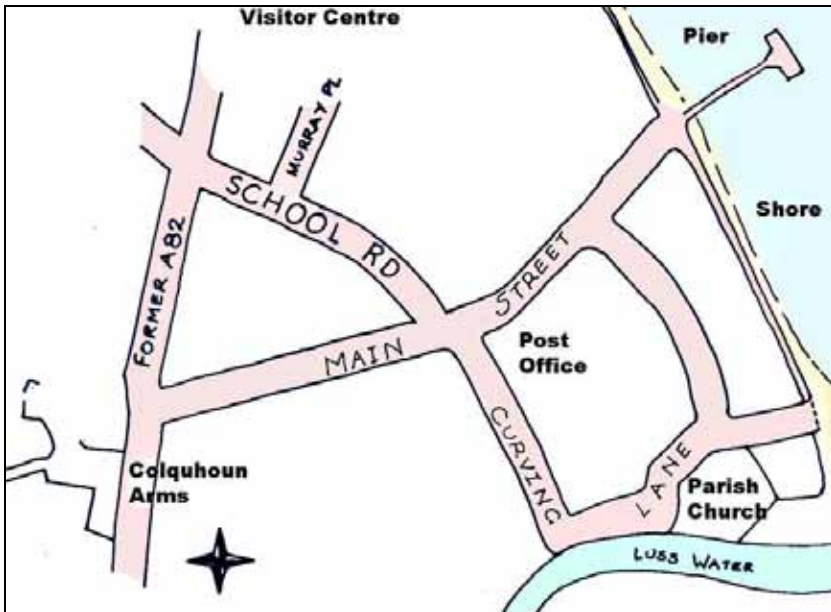 Visitor Centre
Pier
MURRAY PL
SCHOOL RD
Shore
FORMER A82
STREET
MAIN
Post
Office
CURVING
Colquhoun
Arms
LANE
Parish
Church
LUSS WATER